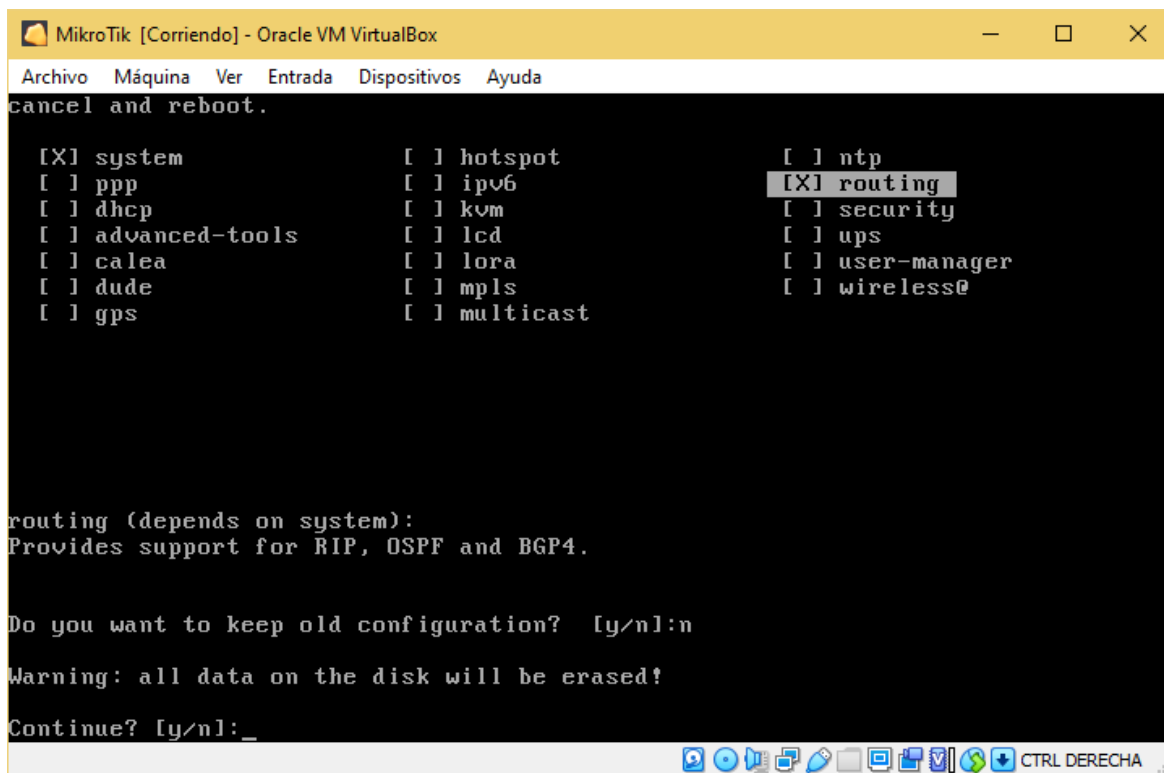 MikroTik [Corriendo] - Oracle VM VirtualBox
Archivo Máquina Ver Entrada Dispositivos Ayuda
cancel and reboot.
[X] system [ ] hotspot [ ] ntp
[ ] ppp [ ] ipv6 [X] routing
[ ] dhcp [ ] kvm [ ] security
[ ] advanced-tools [ ] lcd [ ] ups
[ ] calea [ ] lora [ ] user-manager
[ ] dude [ ] mpls [ ] wireless@
[ ] gps [ ] multicast
routing (depends on system):
Provides support for RIP, OSPF and BGP4.
Do you want to keep old configuration? [y/n]:n
Warning: all data on the disk will be erased!
Continue? [y/n]:_
CTRL DERECHA